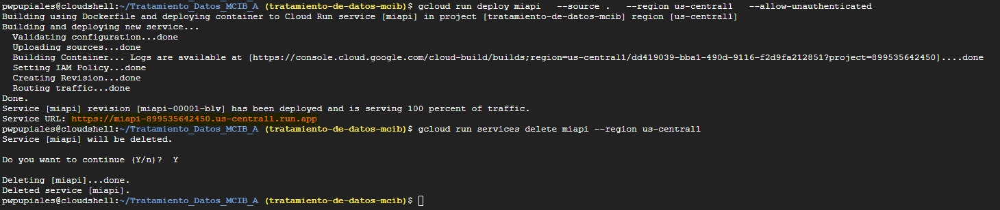 pwpupiales@cloudshell:~/Tratamiento_Datos_MCIB_A (tratamiento-de-datos-mcib)$ gcloud run deploy miapi   --source .   --region us-central1   --allow-unauthenticated
Building using Dockerfile and deploying container to Cloud Run service [miapi] in project [tratamiento-de-datos-mcib] region [us-central1]
Building and deploying new service...
  Validating configuration...done
  Uploading sources...done
  Building Container... Logs are available at [https://console.cloud.google.com/cloud-build/builds;region=us-central1/dd419039-bba1-490d-9116-f2d9fa212851?project=899535642450]....done
  Setting IAM Policy...done
  Creating Revision...done
  Routing traffic...done
Done.
Service [miapi] revision [miapi-00001-blv] has been deployed and is serving 100 percent of traffic.
Service URL: https://miapi-899535642450.us-central1.run.app
pwpupiales@cloudshell:~/Tratamiento_Datos_MCIB_A (tratamiento-de-datos-mcib)$ gcloud run services delete miapi --region us-central1
Service [miapi] will be deleted.
Do you want to continue (Y/n)?  Y
Deleting [miapi]...done.
Deleted service [miapi].
pwpupiales@cloudshell:~/Tratamiento_Datos_MCIB_A (tratamiento-de-datos-mcib)$